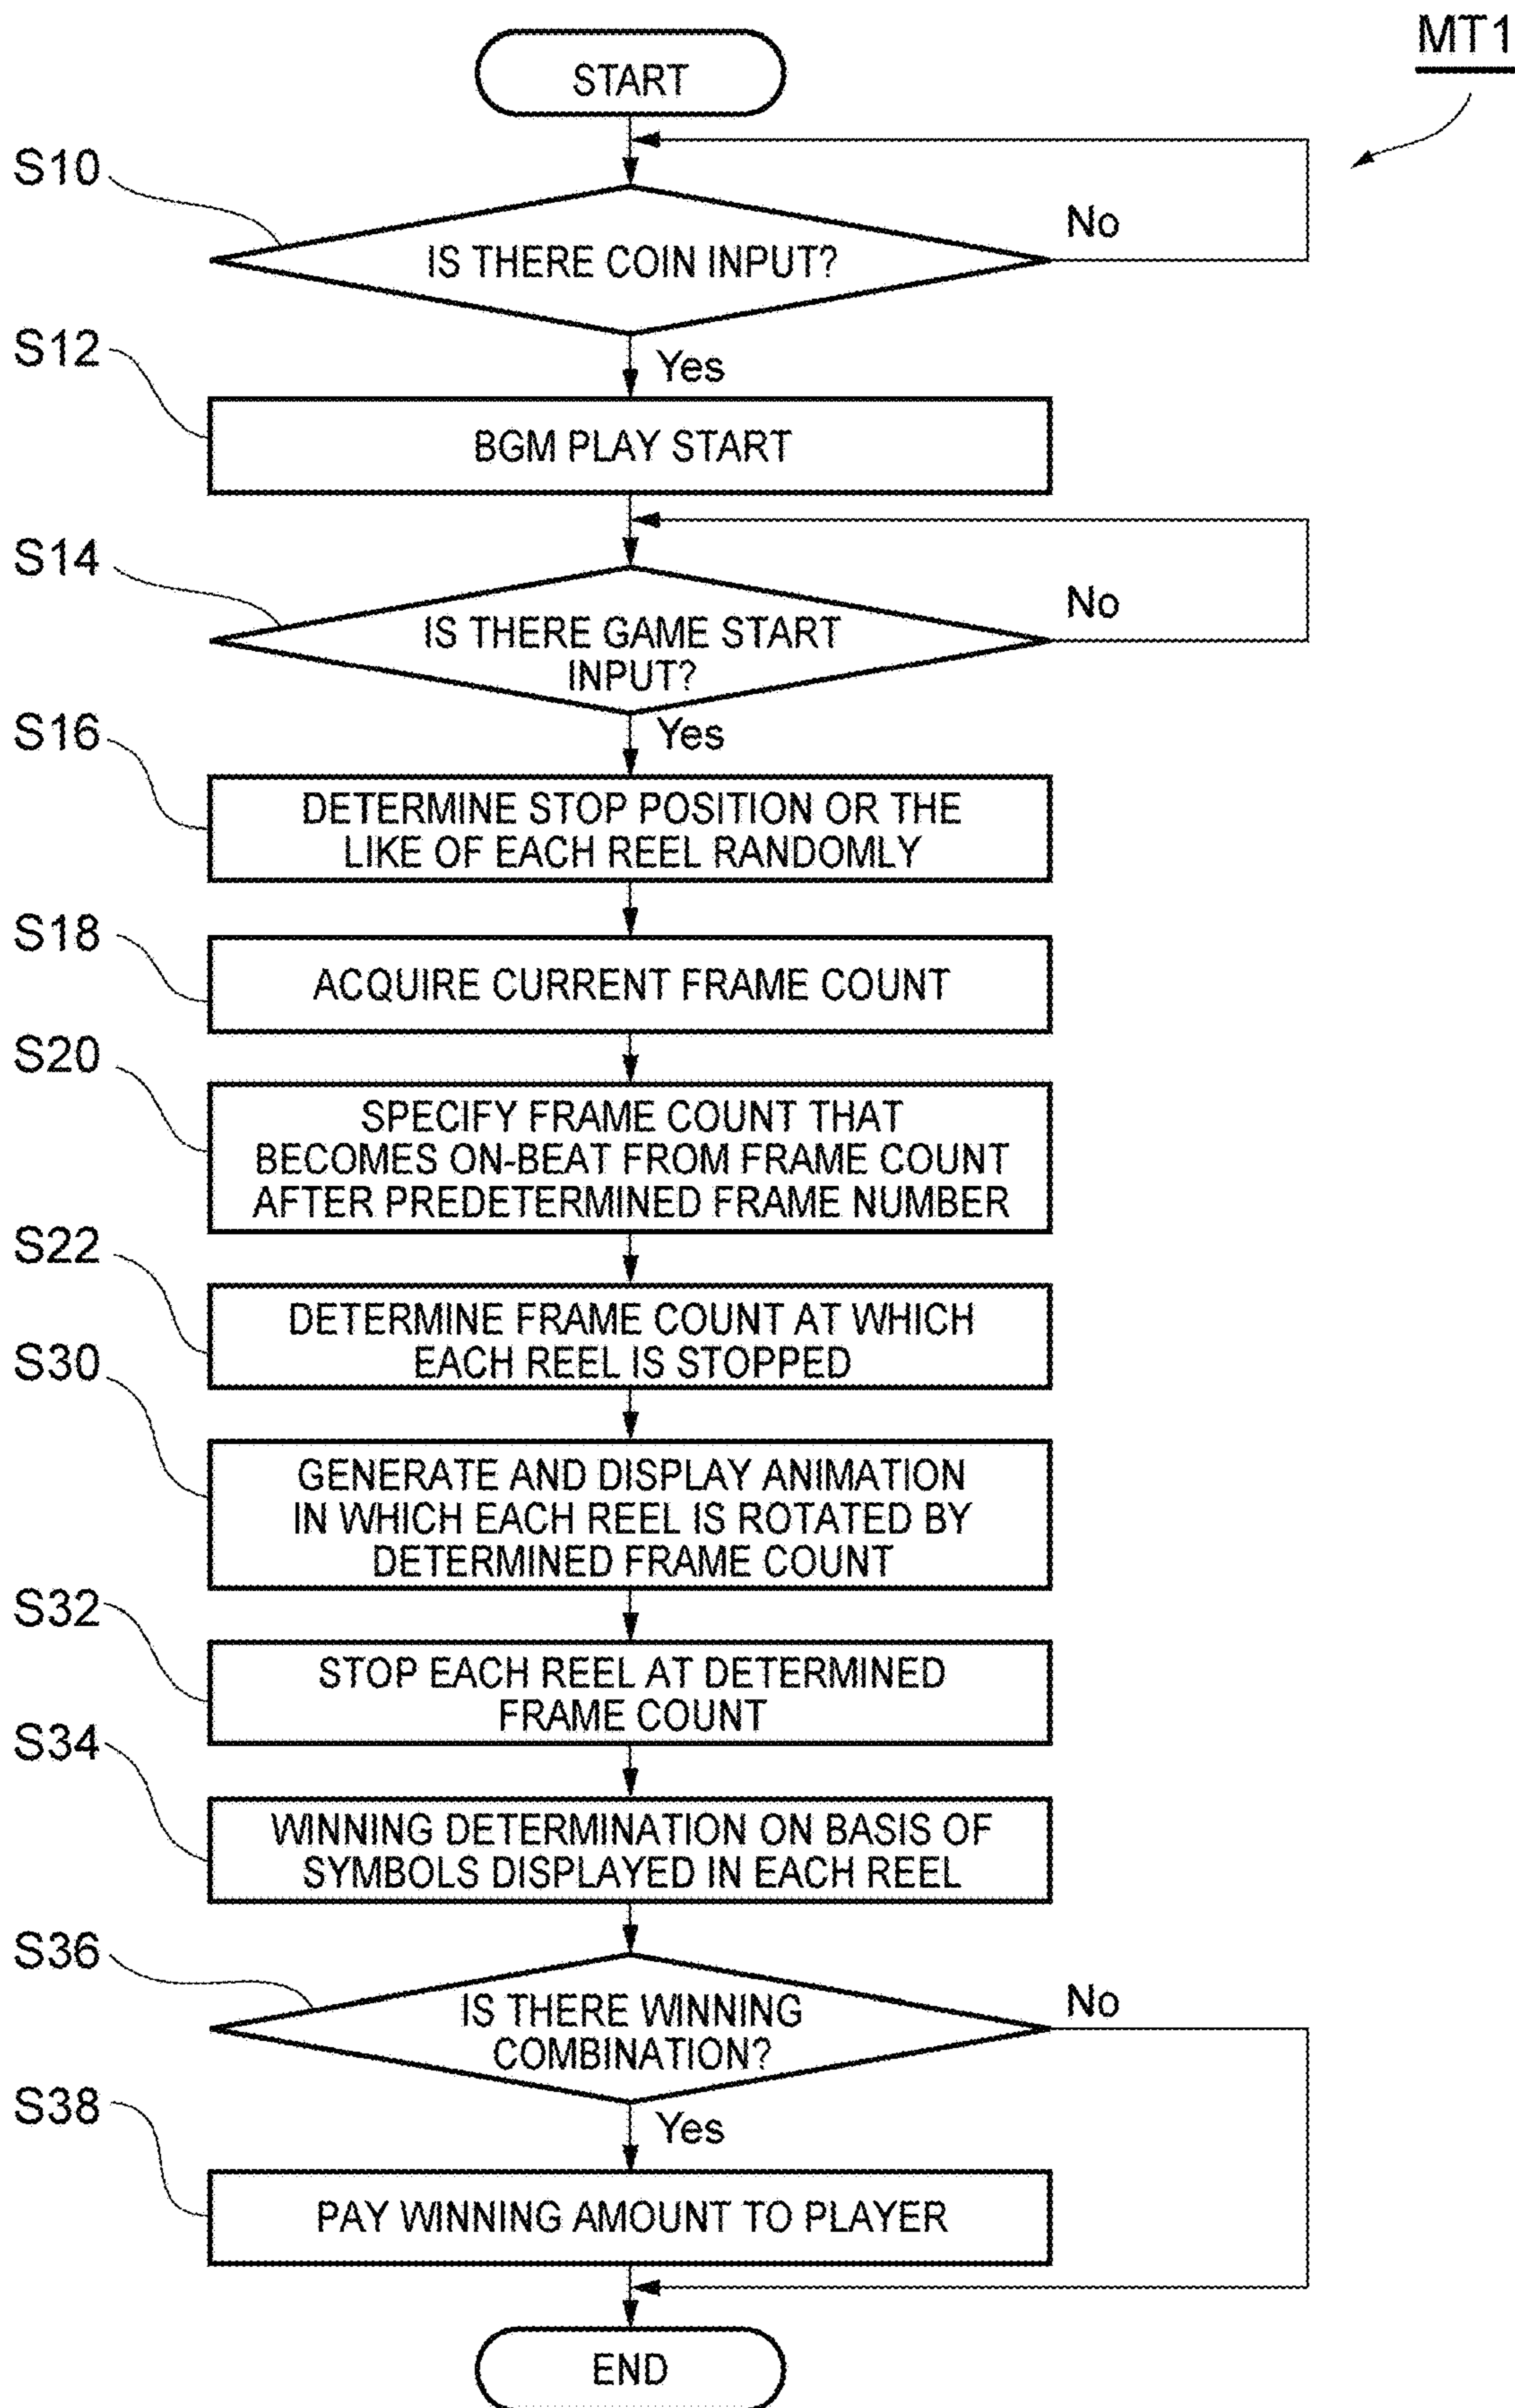 MT1
START
S10
IS THERE COIN INPUT?
No
Yes
S12
BGM PLAY START
S14
IS THERE GAME START
INPUT?
No
Yes
S16
DETERMINE STOP POSITION OR THE
LIKE OF EACH REEL RANDOMLY
S18
ACQUIRE CURRENT FRAME COUNT
S20
SPECIFY FRAME COUNT THAT
BECOMES ON-BEAT FROM FRAME COUNT
AFTER PREDETERMINED FRAME NUMBER
S22
DETERMINE FRAME COUNT AT WHICH
EACH REEL IS STOPPED
S30
GENERATE AND DISPLAY ANIMATION
IN WHICH EACH REEL IS ROTATED BY
DETERMINED FRAME COUNT
S32
STOP EACH REEL AT DETERMINED
FRAME COUNT
S34
WINNING DETERMINATION ON BASIS OF
SYMBOLS DISPLAYED IN EACH REEL
S36
IS THERE WINNING
COMBINATION?
No
Yes
S38
PAY WINNING AMOUNT TO PLAYER
END